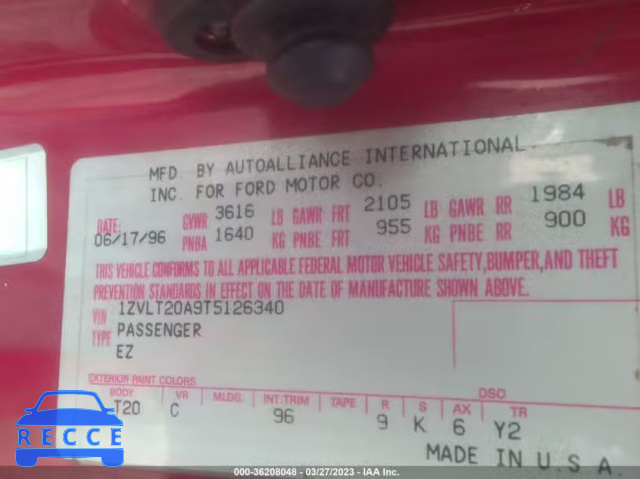 MFD. BY AUTOALLIANCE INTERNATIONAL
INC. FOR FORD MOTOR CO.
DATE: GVWR 3616 LB GAWR FRT 2105 LB GAWR RR 1984 LB
06/17/96 PNBA 1640 KG PNBE FRT 955 KG PNBE RR 900 KG
THIS VEHICLE CONFORMS TO ALL APPLICABLE FEDERAL MOTOR VEHICLE SAFETY, BUMPER, AND THEFT
PREVENTION STANDARDS IN EFFECT ON THE DATE OF MANUFACTURE SHOWN ABOVE.
VIN 1ZVLT20A9T5126340
TYPE PASSENGER
EZ
EXTERIOR PAINT COLORS DSO
BODY VR MLDG. INT.TRIM TAPE R S AX TR
T20 C 96 9 K 6 Y2
MADE IN U.S.A.
RECCE
000-36208048 — 03/27/2023 — IAA Inc.